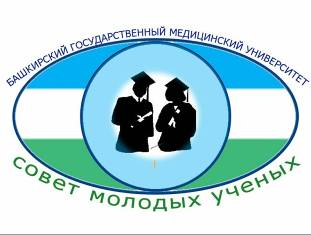 БАШКИРСКИЙ ГОСУДАРСТВЕННЫЙ МЕДИЦИНСКИЙ УНИВЕРСИТЕТ
совет молодых ученых